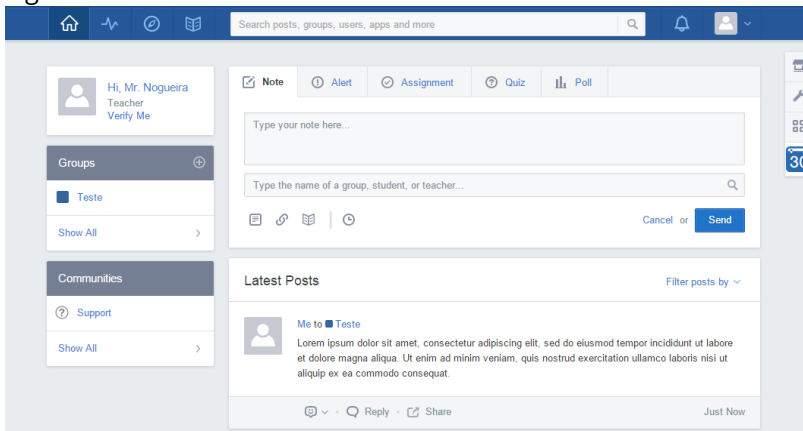 Search posts, groups, users, apps and more
Hi, Mr. Nogueira
Teacher
Verify Me
Groups
Teste
Show All
Communities
Support
Show All
Note Alert Assignment Quiz Poll
Type your note here...
Type the name of a group, student, or teacher...
Cancel or Send
Latest Posts Filter posts by
Me to Teste
Lorem ipsum dolor sit amet, consectetur adipiscing elit, sed do eiusmod tempor incididunt ut labore
et dolore magna aliqua. Ut enim ad minim veniam, quis nostrud exercitation ullamco laboris nisi ut
aliquip ex ea commodo consequat.
Reply · Share Just Now
30